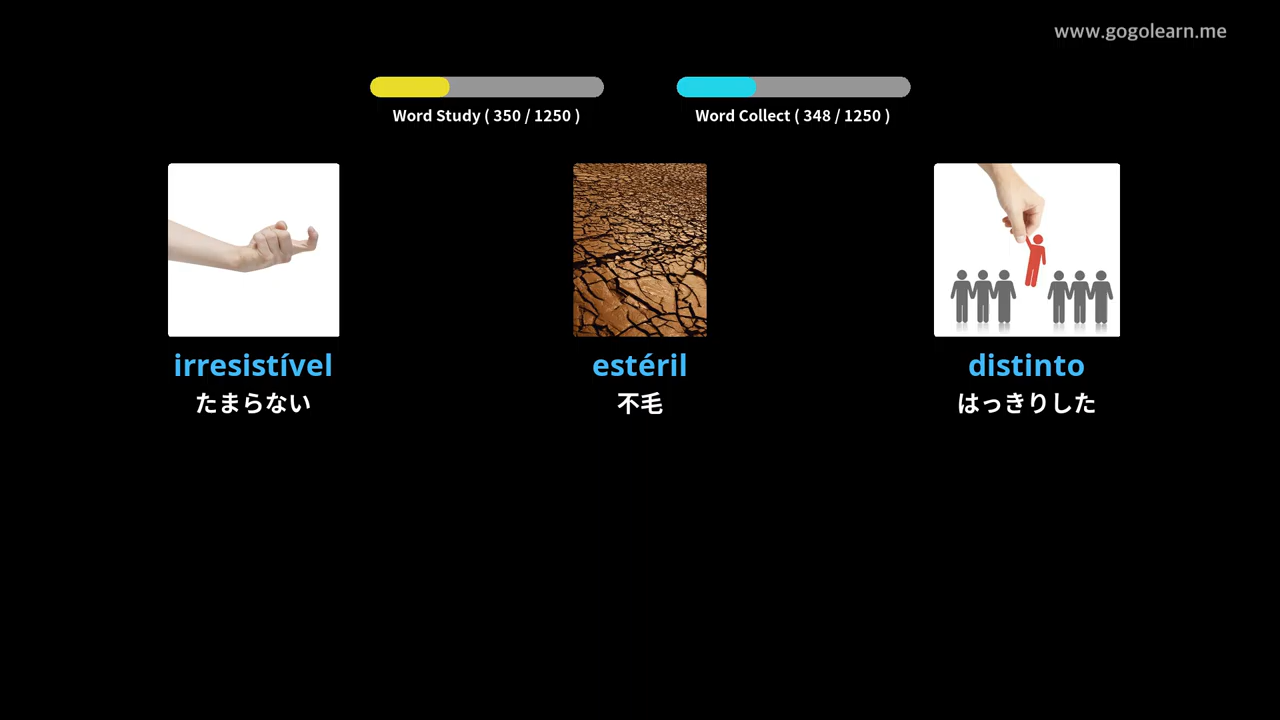 www.gogolearn.me
Word Study ( 350 / 1250 )
Word Collect ( 348 / 1250 )
irresistível
たまらない
estéril
不毛
distinto
はっきりした